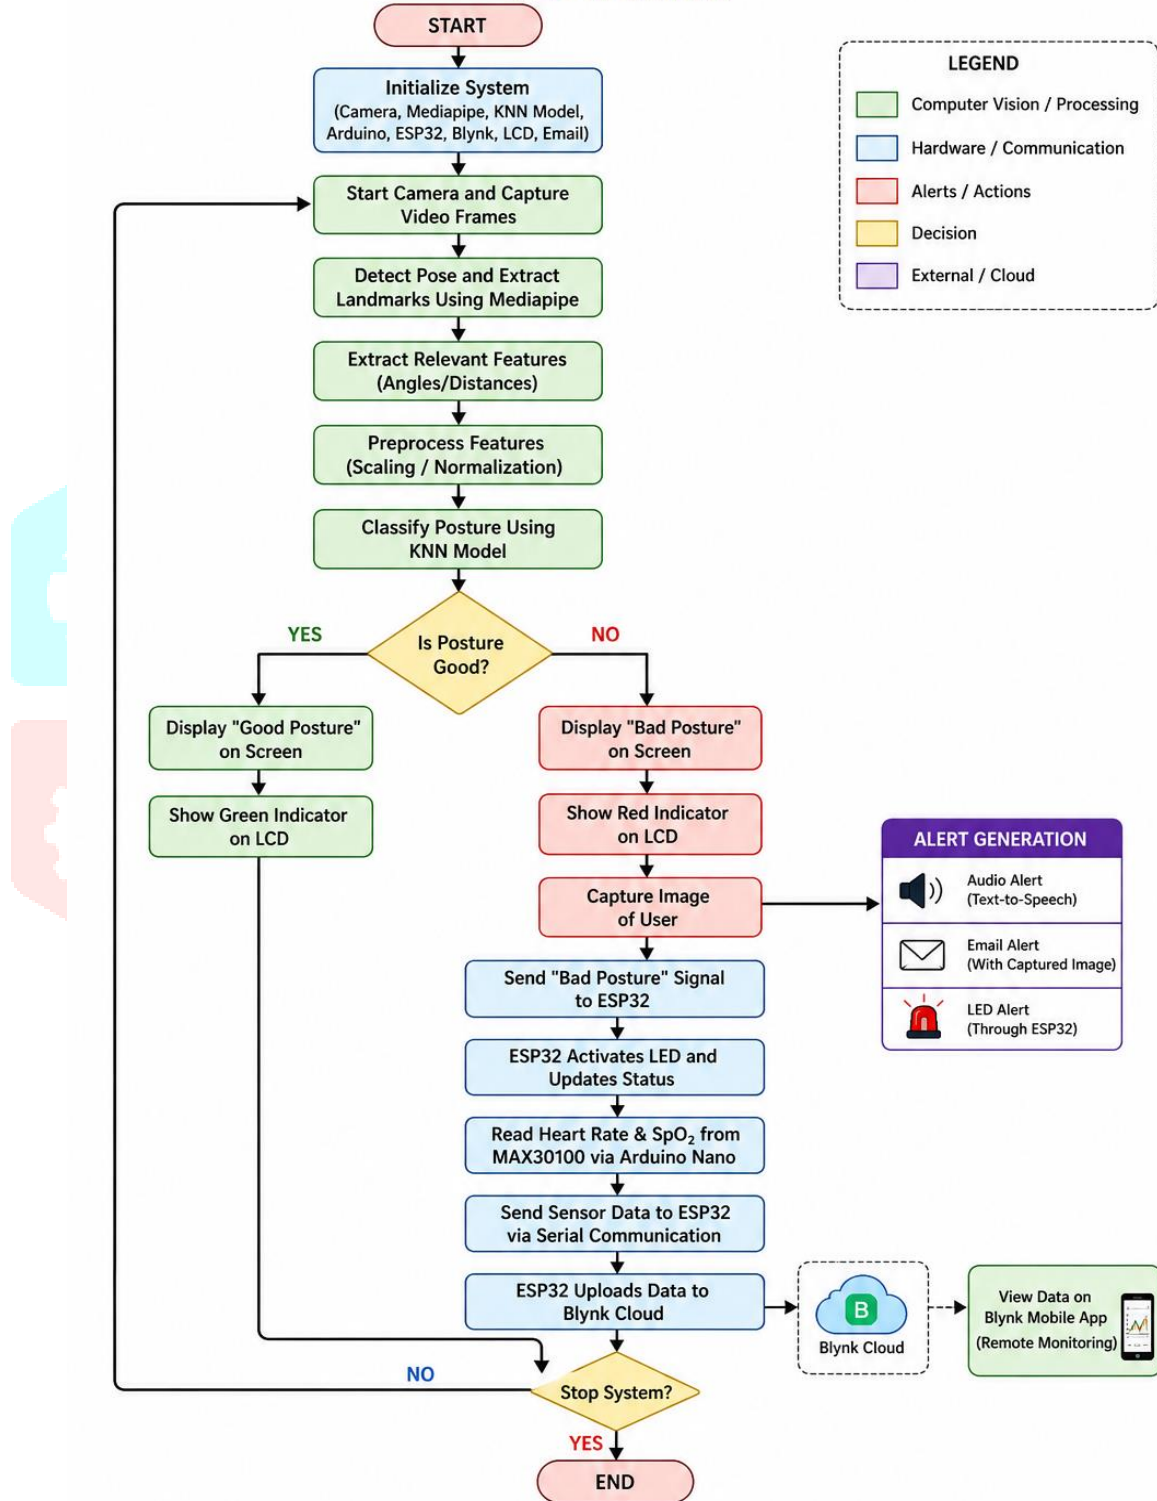 START
Initialize System
(Camera, Mediapipe, KNN Model,
Arduino, ESP32, Blynk, LCD, Email)
Start Camera and Capture
Video Frames
Detect Pose and Extract
Landmarks Using Mediapipe
Extract Relevant Features
(Angles/Distances)
Preprocess Features
(Scaling / Normalization)
Classify Posture Using
KNN Model
Is Posture
Good?
YES
NO
Display "Good Posture"
on Screen
Show Green Indicator
on LCD
Display "Bad Posture"
on Screen
Show Red Indicator
on LCD
Capture Image
of User
Send "Bad Posture" Signal
to ESP32
ESP32 Activates LED and
Updates Status
Read Heart Rate & SpO₂ from
MAX30100 via Arduino Nano
Send Sensor Data to ESP32
via Serial Communication
ESP32 Uploads Data to
Blynk Cloud
Stop System?
NO
YES
END
LEGEND
Computer Vision / Processing
Hardware / Communication
Alerts / Actions
Decision
External / Cloud
ALERT GENERATION
Audio Alert
(Text-to-Speech)
Email Alert
(With Captured Image)
LED Alert
(Through ESP32)
B
Blynk Cloud
View Data on
Blynk Mobile App
(Remote Monitoring)